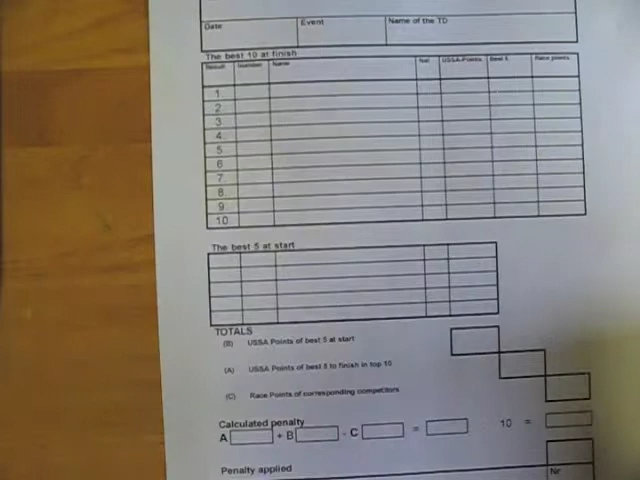 Date Event Name of the TD
The best 10 at finish
Result Number Name Nat USSA-Points Best 5 Race points
1.
2.
3.
4.
5.
6.
7.
8.
9.
10.
The best 5 at start
TOTALS
(B) USSA Points of best 5 at start
(A) USSA Points of best 5 to finish in top 10
(C) Race Points of corresponding competitors
Calculated penalty
A + B - C = 10 =
Penalty applied
Nr